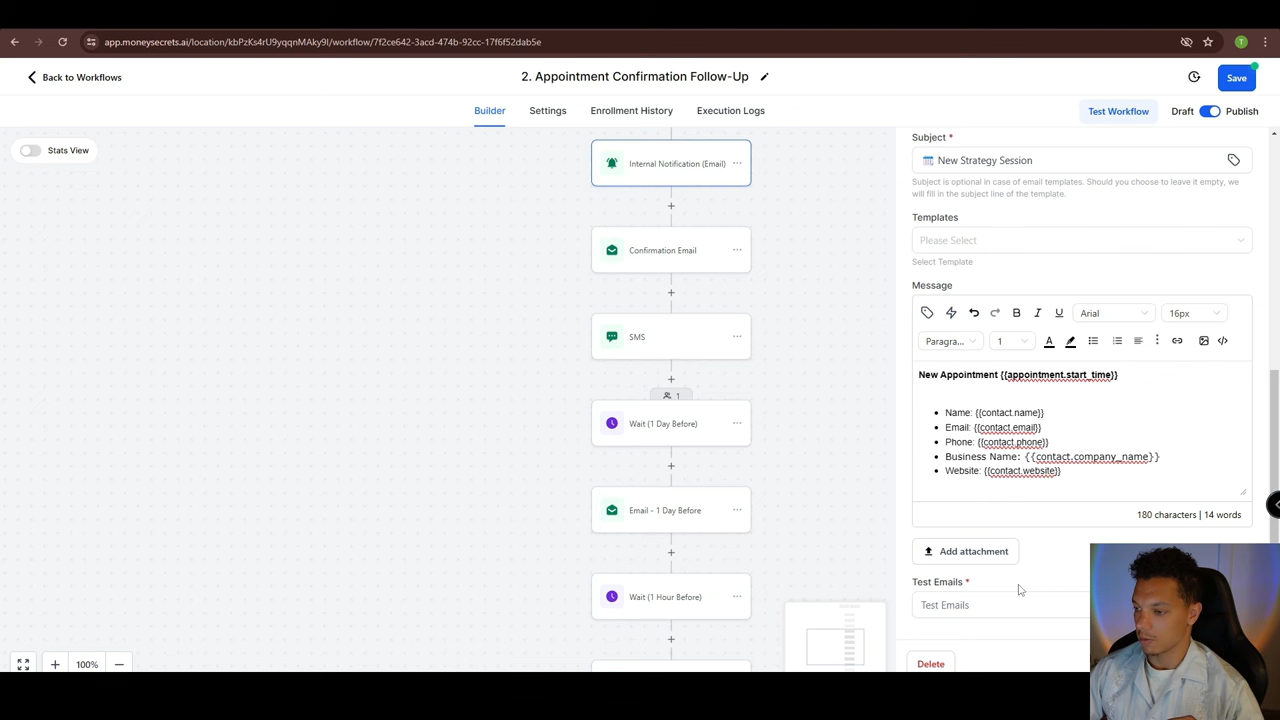 app.moneysecrets.ai/location/kbPzKs4rU9yqqnMAky9I/workflow/7f2ce642-3acd-474b-92cc-17f6f52dab5e
T
Back to Workflows
2. Appointment Confirmation Follow-Up
Save
Builder
Settings
Enrollment History
Execution Logs
Test Workflow
Draft
Publish
Stats View
Internal Notification (Email)
Confirmation Email
SMS
1
Wait (1 Day Before)
Email - 1 Day Before
Wait (1 Hour Before)
100%
Subject *
New Strategy Session
Subject is optional in case of email templates. Should you choose to leave it empty, we
will fill in the subject line of the template.
Templates
Please Select
Select Template
Message
B I U Arial 16px
Paragra... 1 A
New Appointment {{appointment.start_time}}
Name: {{contact.name}}
Email: {{contact.email}}
Phone: {{contact.phone}}
Business Name: {{contact.company_name}}
Website: {{contact.website}}
180 characters | 14 words
Add attachment
Test Emails *
Test Emails
Delete